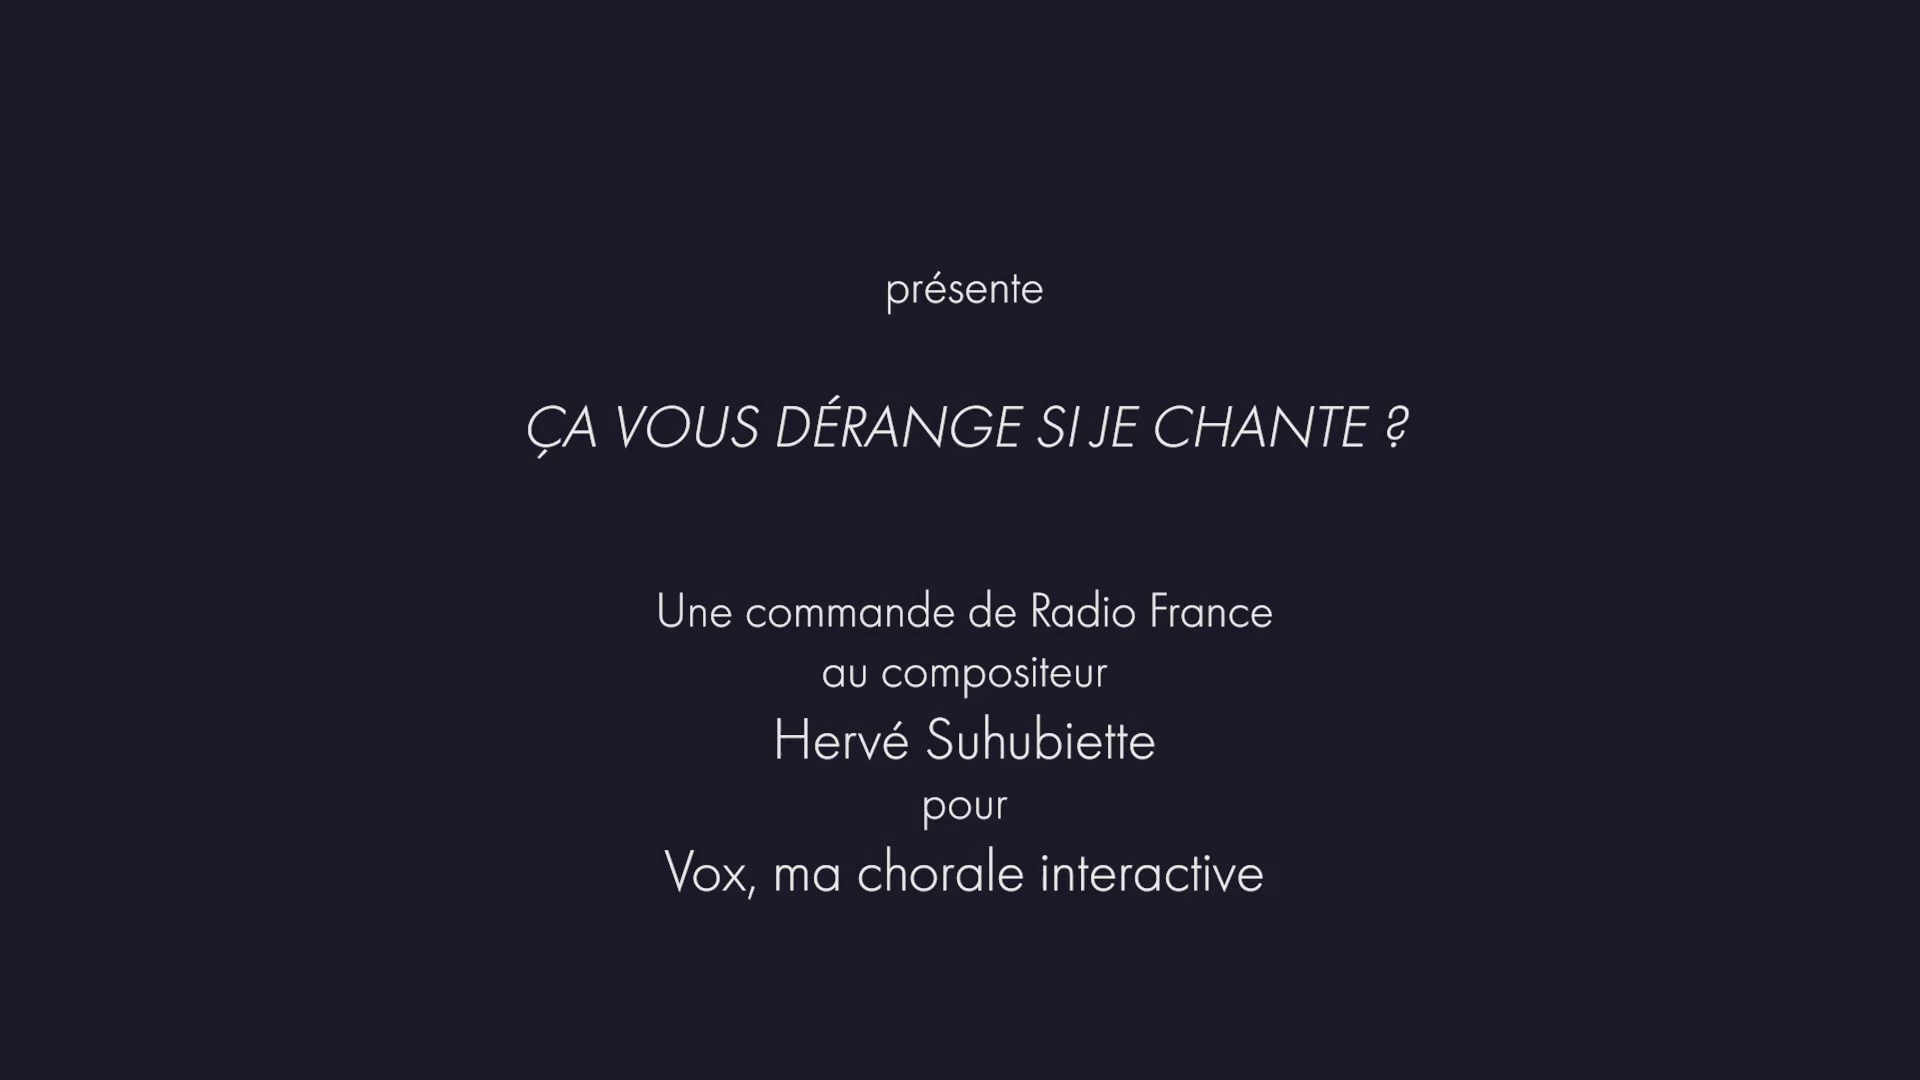 présente
ÇA VOUS DÉRANGE SI JE CHANTE ?
Une commande de Radio France
au compositeur
Hervé Suhubiette
pour
Vox, ma chorale interactive